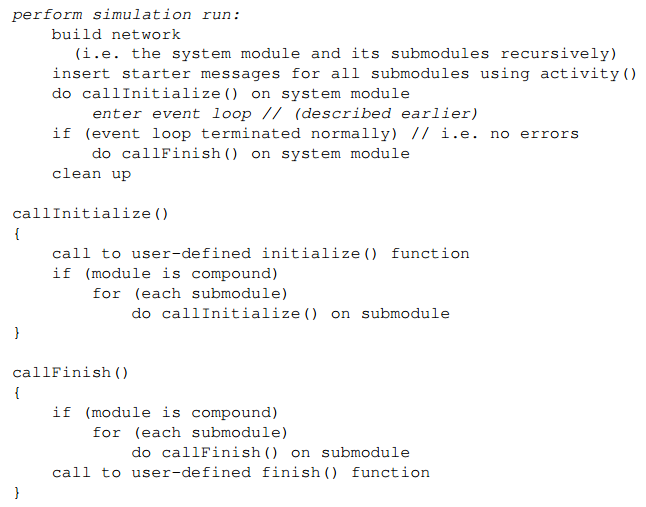 perform simulation run:
    build network
      (i.e. the system module and its submodules recursively)
    insert starter messages for all submodules using activity()
    do callInitialize() on system module
        enter event loop // (described earlier)
    if (event loop terminated normally) // i.e. no errors
        do callFinish() on system module
    clean up

callInitialize()
{
    call to user-defined initialize() function
    if (module is compound)
        for (each submodule)
            do callInitialize() on submodule
}

callFinish()
{
    if (module is compound)
        for (each submodule)
            do callFinish() on submodule
    call to user-defined finish() function
}